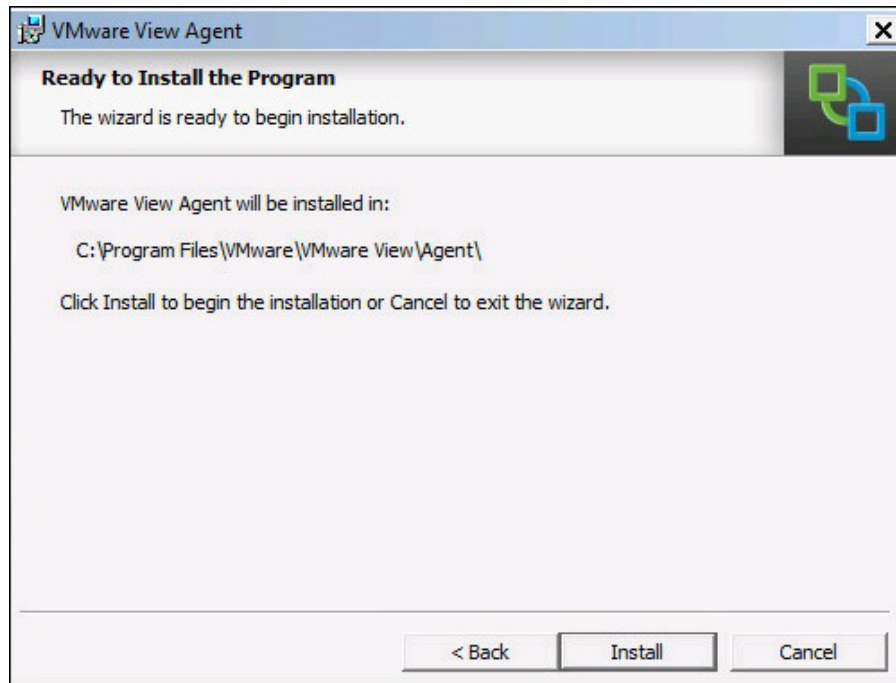 VMware View Agent
Ready to Install the Program
The wizard is ready to begin installation.
VMware View Agent will be installed in:
C:\Program Files\VMware\VMware View\Agent\
Click Install to begin the installation or Cancel to exit the wizard.
< Back Install Cancel